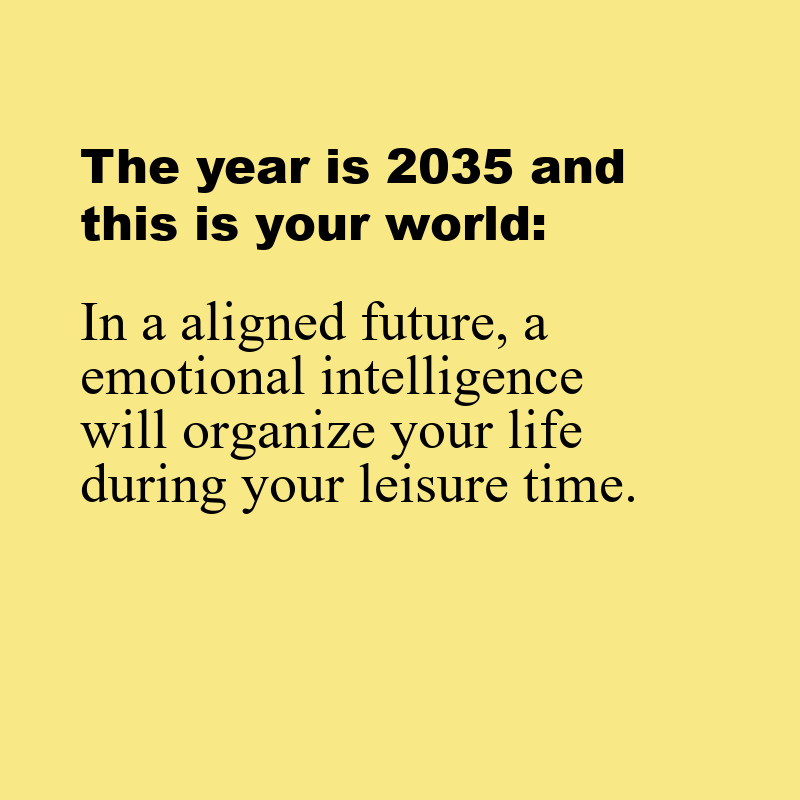 The year is 2035 and
this is your world:
In a aligned future, a
emotional intelligence
will organize your life
during your leisure time.